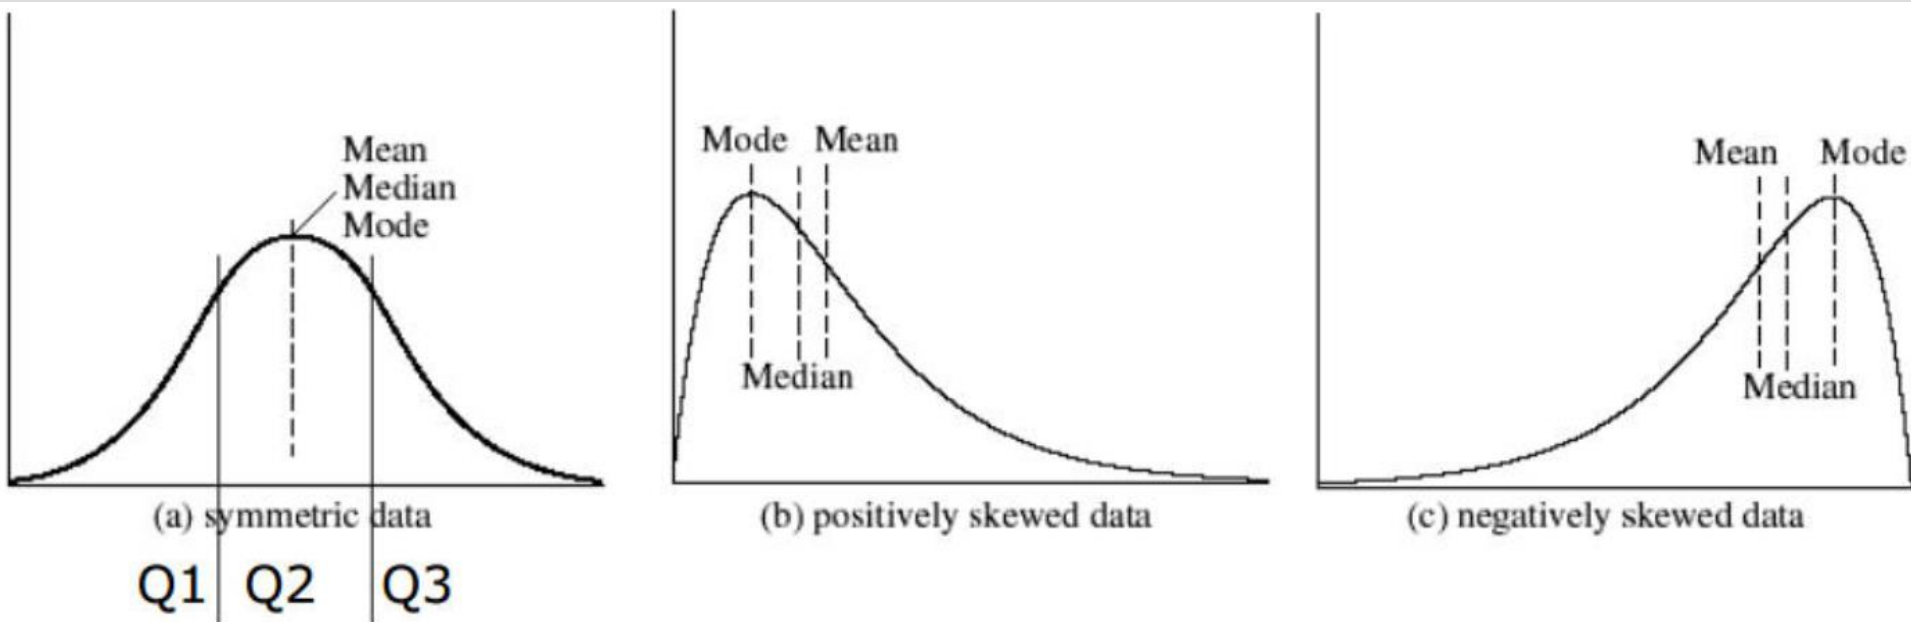 Mean
Median
Mode
(a) symmetric data
Q1 Q2 Q3
Mode Mean
Median
(b) positively skewed data
Mean Mode
Median
(c) negatively skewed data